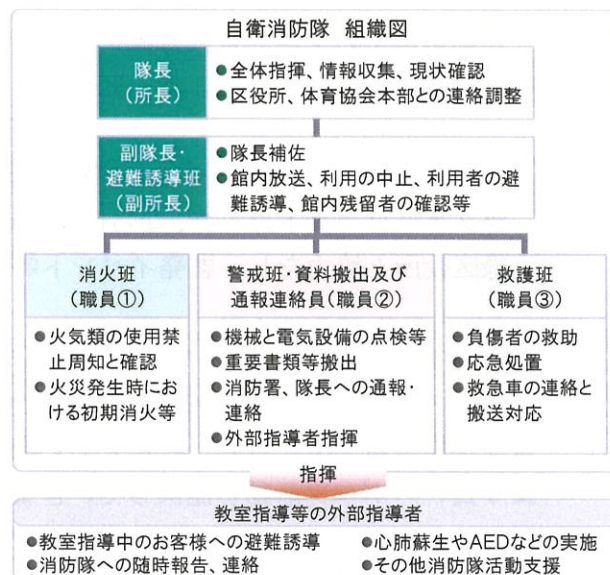 自衛消防隊 組織図
隊長
(所長)
●全体指揮、情報収集、現状確認
●区役所、体育協会本部との連絡調整
副隊長・
避難誘導班
(副所長)
●隊長補佐
●館内放送、利用の中止、利用者の避
難誘導、館内残留者の確認等
消火班
(職員①)
●火気類の使用禁
止周知と確認
●火災発生時にお
ける初期消火等
警戒班・資料搬出及び
通報連絡員(職員②)
●機械と電気設備の点検等
●重要書類等搬出
●消防署、隊長への通報・
連絡
●外部指導者指揮
救護班
(職員③)
●負傷者の救助
●応急処置
●救急車の連絡と
搬送対応
指揮
教室指導等の外部指導者
●教室指導中のお客様への避難誘導
●消防隊への随時報告、連絡
●心肺蘇生やAEDなどの実施
●その他消防隊活動支援